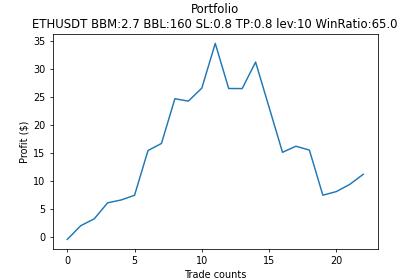 Portfolio
ETHUSDT BBM:2.7 BBL:160 SL:0.8 TP:0.8 lev:10 WinRatio:65.0
35
30
25
20
15
10
5
0
Profit ($)
0 5 10 15 20
Trade counts